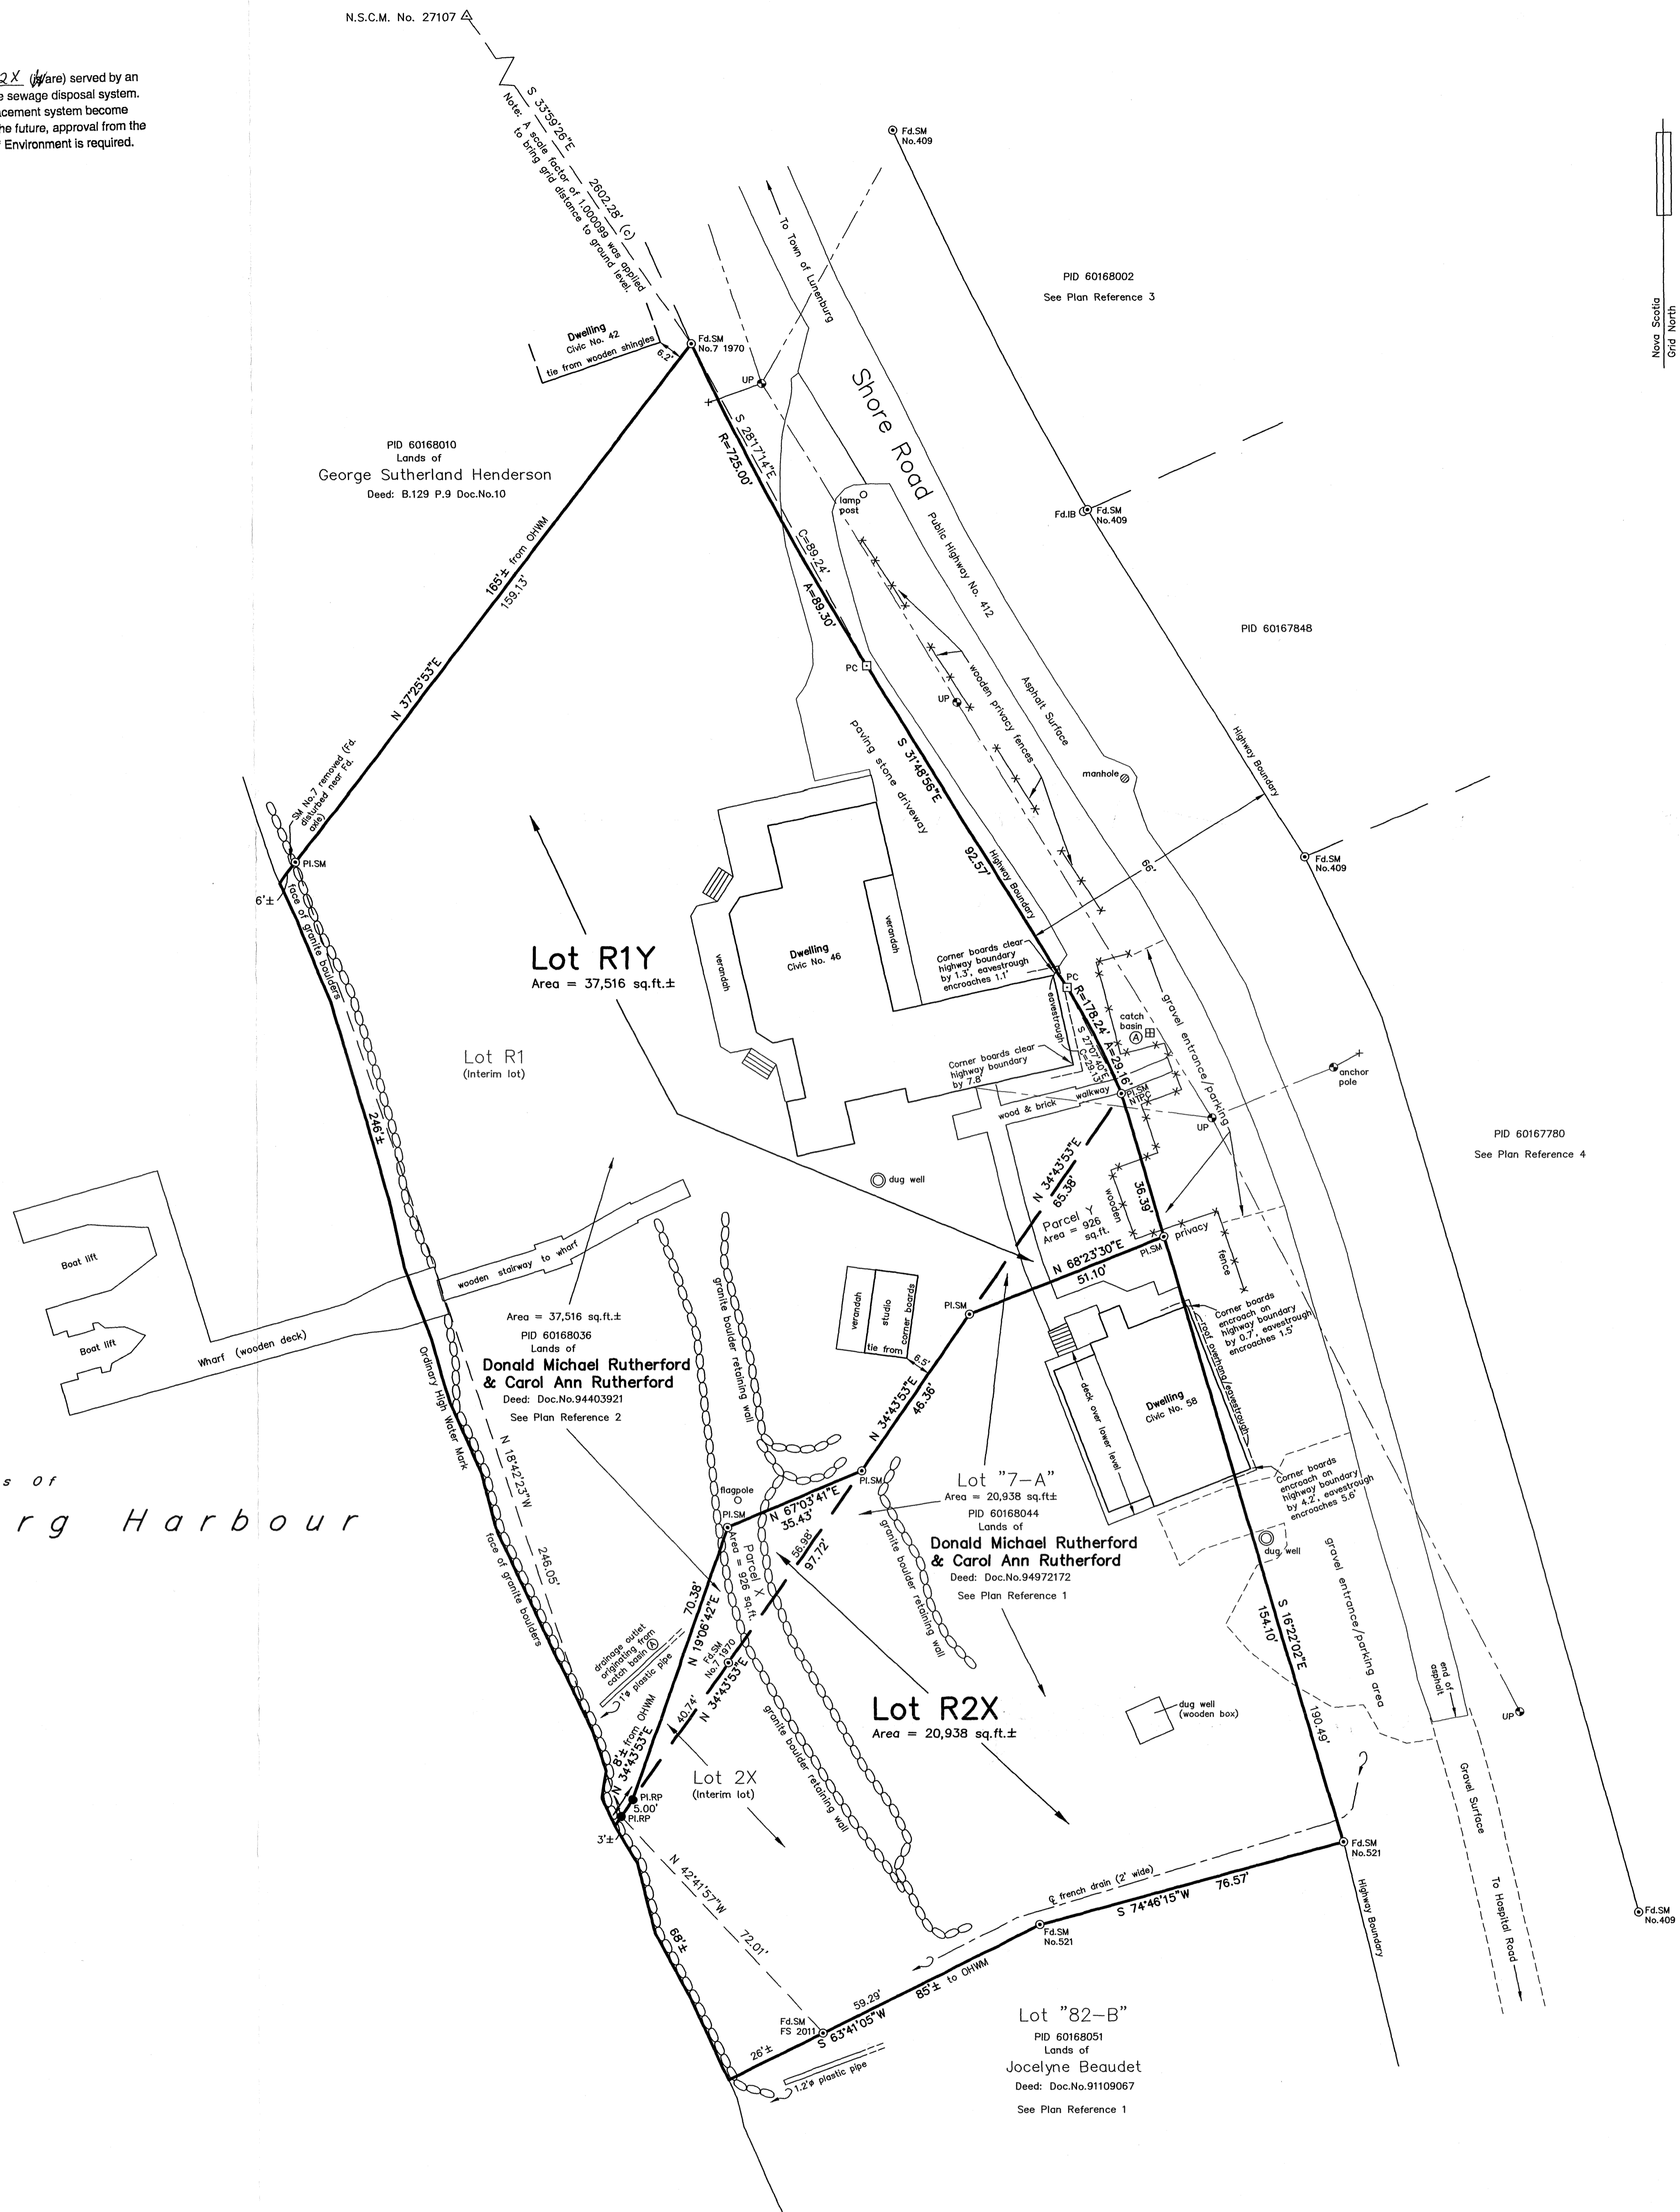 N.S.C.M. No. 27107
2X (is/are) served by an
e sewage disposal system.
acement system become
he future, approval from the
Environment is required.
S 33°59'26"E
2602.28' (c)
Note: A scale factor of 1.000099 was applied
to bring grid distance to ground level.
Fd.SM
No.409
Nova Scotia
Grid North
To Town of Lunenburg
PID 60168002
See Plan Reference 3
Dwelling
Civic No. 42
tie from wooden shingles
6.2'
Fd.SM
No.7 1970
UP
Shore Road
Public Highway No. 412
S 28°17'14"E
R=725.00'
C=89.24'
A=89.30'
PID 60168010
Lands of
George Sutherland Henderson
Deed: B.129 P.9 Doc.No.10
165'± from OHWM
159.13'
N 37°25'53"E
lamp
post
Fd.IB
Fd.SM
No.409
PID 60167848
PC
wooden privacy fences
UP
Asphalt Surface
manhole
Highway Boundary
paving stone driveway
S 31°48'56"E
92.57'
Highway Boundary
66'
Fd.SM
No.409
SM No.7 removed (Fd.
disturbed near Fd.
axle)
Pl.SM
6'±
face of granite boulders
Lot R1Y
Area = 37,516 sq.ft.±
verandah
Dwelling
Civic No. 46
verandah
Corner boards clear
highway boundary
by 1.3', eavestrough
encroaches 1.1'
PC
eavestrough
R=178.24'
A=29.16'
S 27°07'40"E
C=29.13'
catch
basin
A
gravel entrance/parking
Lot R1
(Interim lot)
Corner boards clear
highway boundary
by 7.8'
wood & brick
walkway
Pl.SM
NTPC
anchor
pole
UP
PID 60167780
See Plan Reference 4
246'±
dug well
N 34°43'53"E
65.38'
Parcel Y
Area = 926
sq.ft.
wooden
36.39'
privacy
fence
Pl.SM
N 68°23'30"E
51.10'
Boat lift
Boat lift
Wharf (wooden deck)
wooden stairway to wharf
Area = 37,516 sq.ft.±
PID 60168036
Lands of
Donald Michael Rutherford
& Carol Ann Rutherford
Deed: Doc.No.94403921
See Plan Reference 2
granite boulder retaining wall
verandah
studio
corner boards
tie from
6.5'
Pl.SM
Corner boards
encroach on
highway boundary
by 0.7', eavestrough
encroaches 1.5'
roof overhang/eavestrough
deck over lower level
Dwelling
Civic No. 58
Ordinary High Water Mark
N 34°43'53"E
46.36'
N 18°42'23"W
246.05'
Corner boards
encroach on
highway boundary
by 4.2', eavestrough
encroaches 5.6'
s of
rg Harbour
flagpole
Pl.SM
N 67°03'41"E
35.43'
Pl.SM
Lot "7-A"
Area = 20,938 sq.ft±
PID 60168044
Lands of
Donald Michael Rutherford
& Carol Ann Rutherford
Deed: Doc.No.94972172
See Plan Reference 1
granite boulder retaining wall
dug well
gravel entrance/parking area
Parcel X
Area = 926 sq.ft.
56.98'
97.72'
face of granite boulders
70.38'
N 19°06'42"E
S 16°22'02"E
154.10'
190.49'
drainage outlet
originating from
catch basin A
1'ø plastic pipe
Fd.SM
No.7 1970
N 34°43'53"E
40.74'
end of
asphalt
UP
Lot R2X
Area = 20,938 sq.ft.±
dug well
(wooden box)
granite boulder retaining wall
8'± from OHWM
N 34°43'53"E
Pl.RP
5.00'
Pl.RP
3'±
Lot 2X
(Interim lot)
Gravel Surface
To Hospital Road
Fd.SM
No.521
N 42°41'57"W
72.01'
68'±
℄ french drain (2' wide)
S 74°46'15"W
76.57'
Fd.SM
No.521
Highway Boundary
Fd.SM
No.409
59.29'
85'± to OHWM
S 63°41'05"W
Fd.SM
FS 2011
26'±
1.2'ø plastic pipe
Lot "82-B"
PID 60168051
Lands of
Jocelyne Beaudet
Deed: Doc.No.91109067
See Plan Reference 1